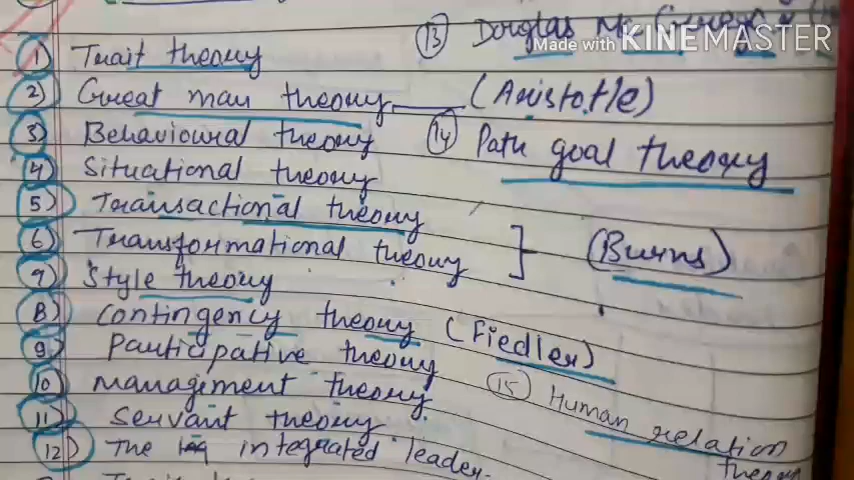 13) Douglas Mc
Made with KINEMASTER
1) Trait theory
2) Great man theory (Aristotle)
3) Behavioural theory
14) Path goal theory
4) Situational theory
5) Transactional theory
6) Transformational theory } (Burns)
7) Style theory
8) Contingency theory (Fiedler)
9) Participative theory
10) management theory.
15) Human relation
theory
11) Servant theory
12) The integrated leader.